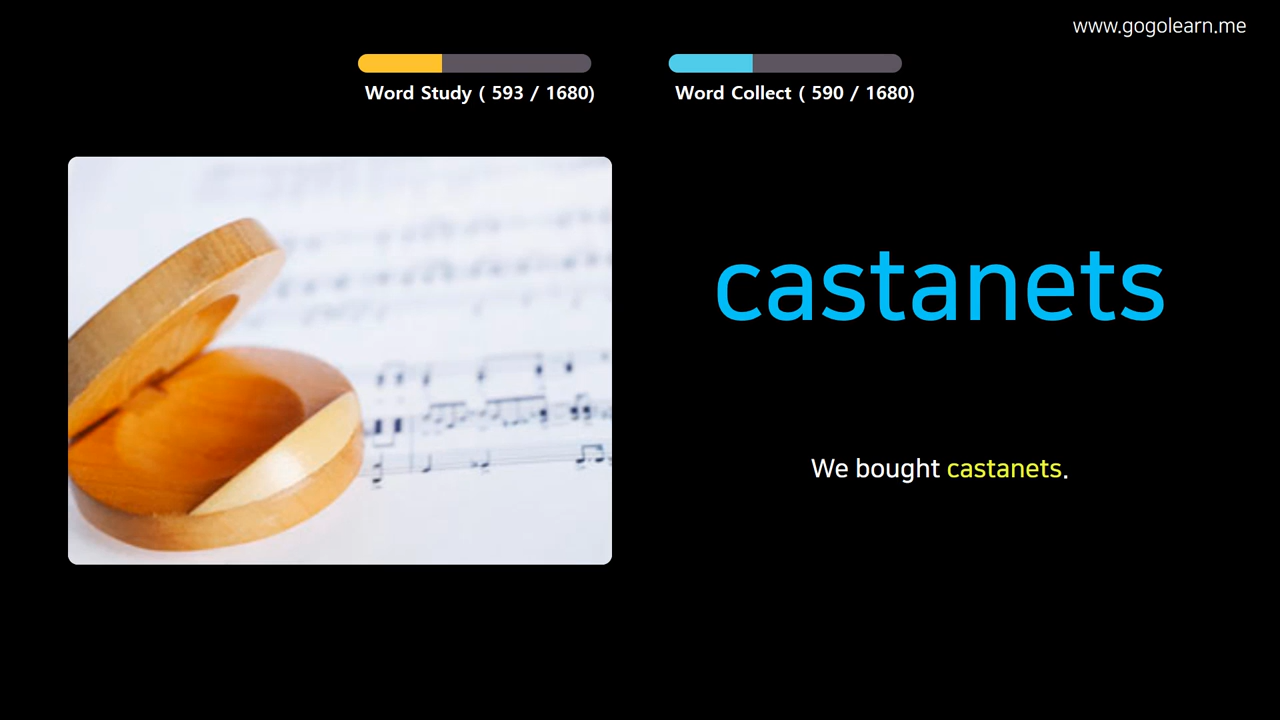 www.gogolearn.me
Word Study ( 593 / 1680)
Word Collect ( 590 / 1680)
castanets
We bought castanets.